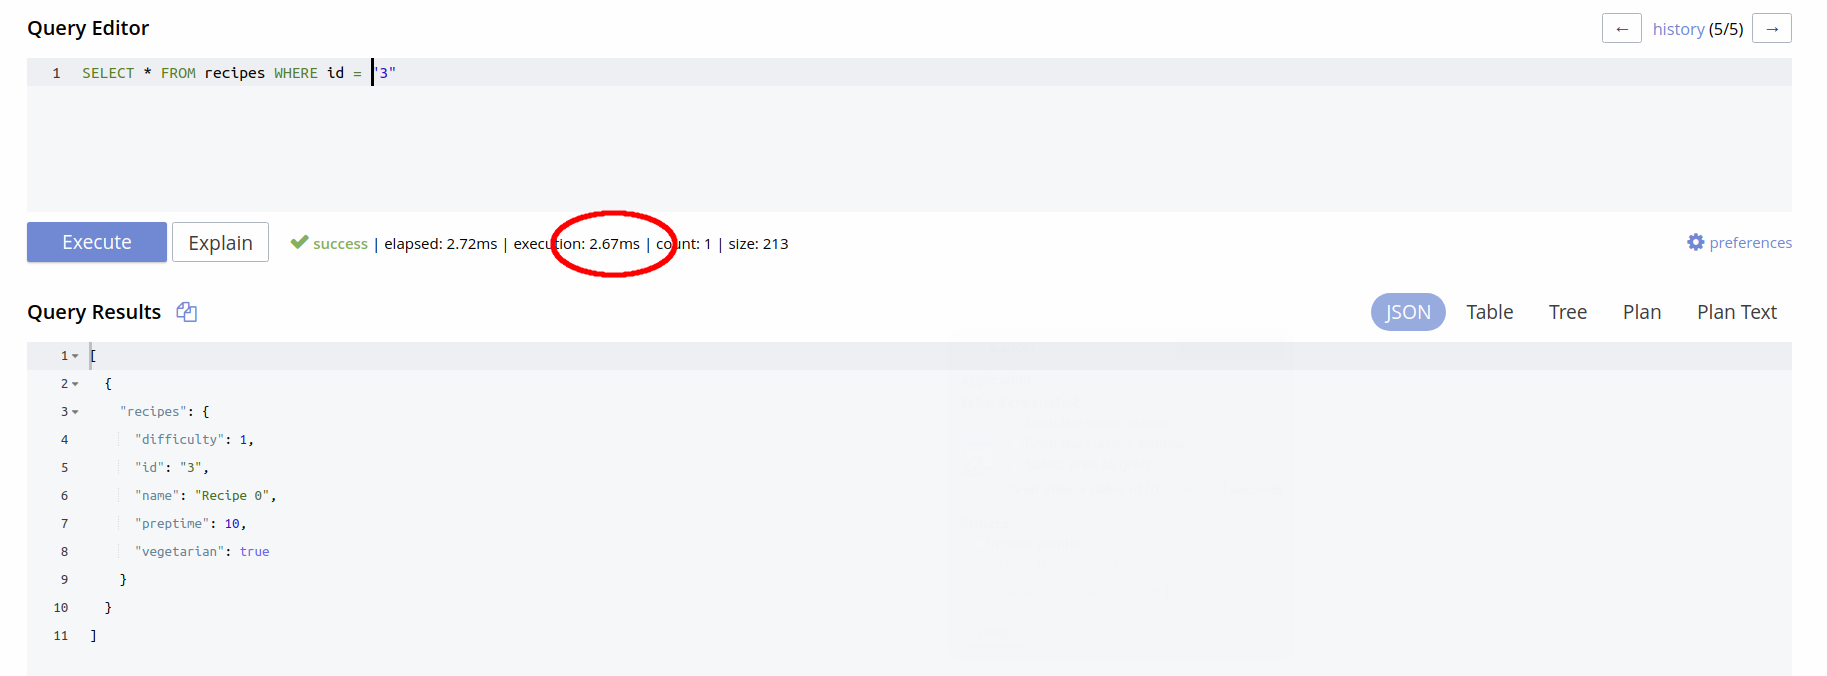 Query Editor
← history (5/5) →
1 SELECT * FROM recipes WHERE id = "3"
Execute Explain success | elapsed: 2.72ms | execution: 2.67ms | count: 1 | size: 213 preferences
Query Results JSON Table Tree Plan Plan Text
1 [
2 {
3 "recipes": {
4 "difficulty": 1,
5 "id": "3",
6 "name": "Recipe 0",
7 "preptime": 10,
8 "vegetarian": true
9 }
10 }
11 ]